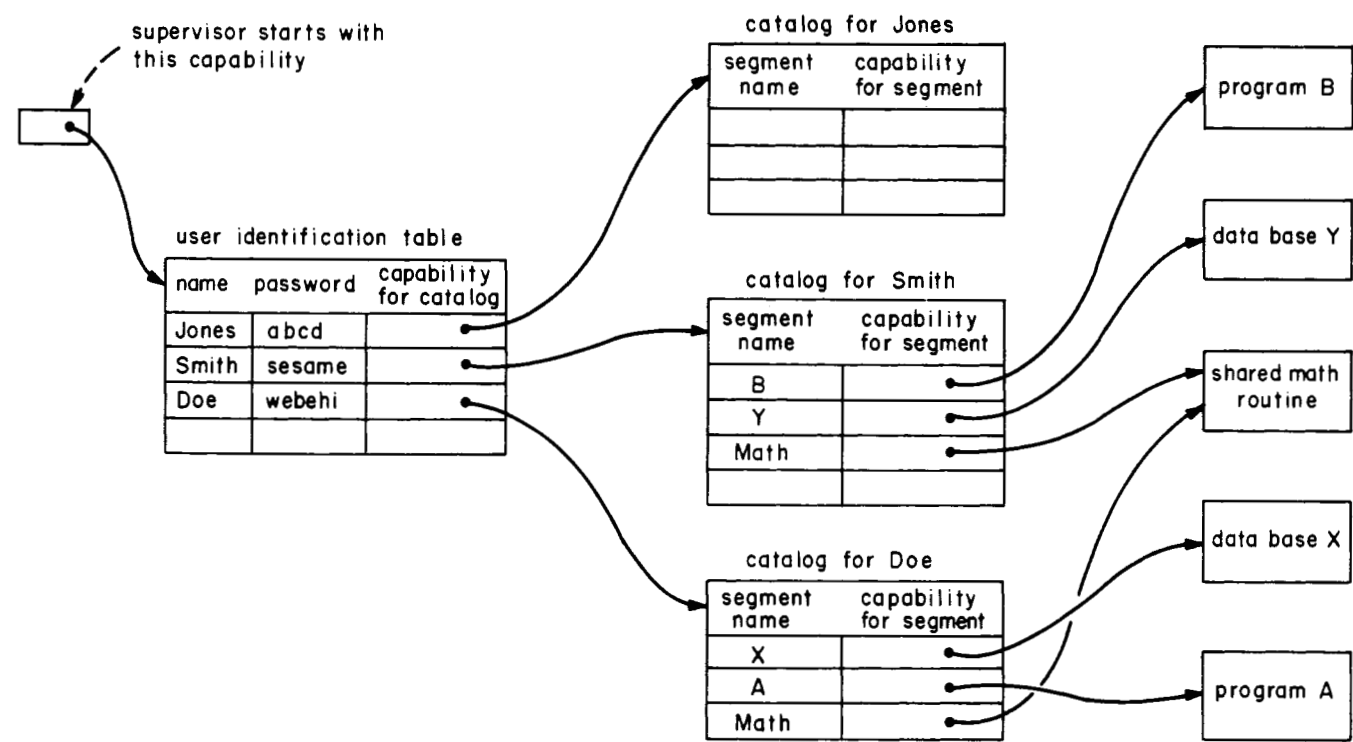 supervisor starts with
this capability
user identification table
name password capability
for catalog
Jones abcd
Smith sesame
Doe webehi
catalog for Jones
segment capability
name for segment
catalog for Smith
segment capability
name for segment
B
Y
Math
catalog for Doe
segment capability
name for segment
X
A
Math
program B
data base Y
shared math
routine
data base X
program A